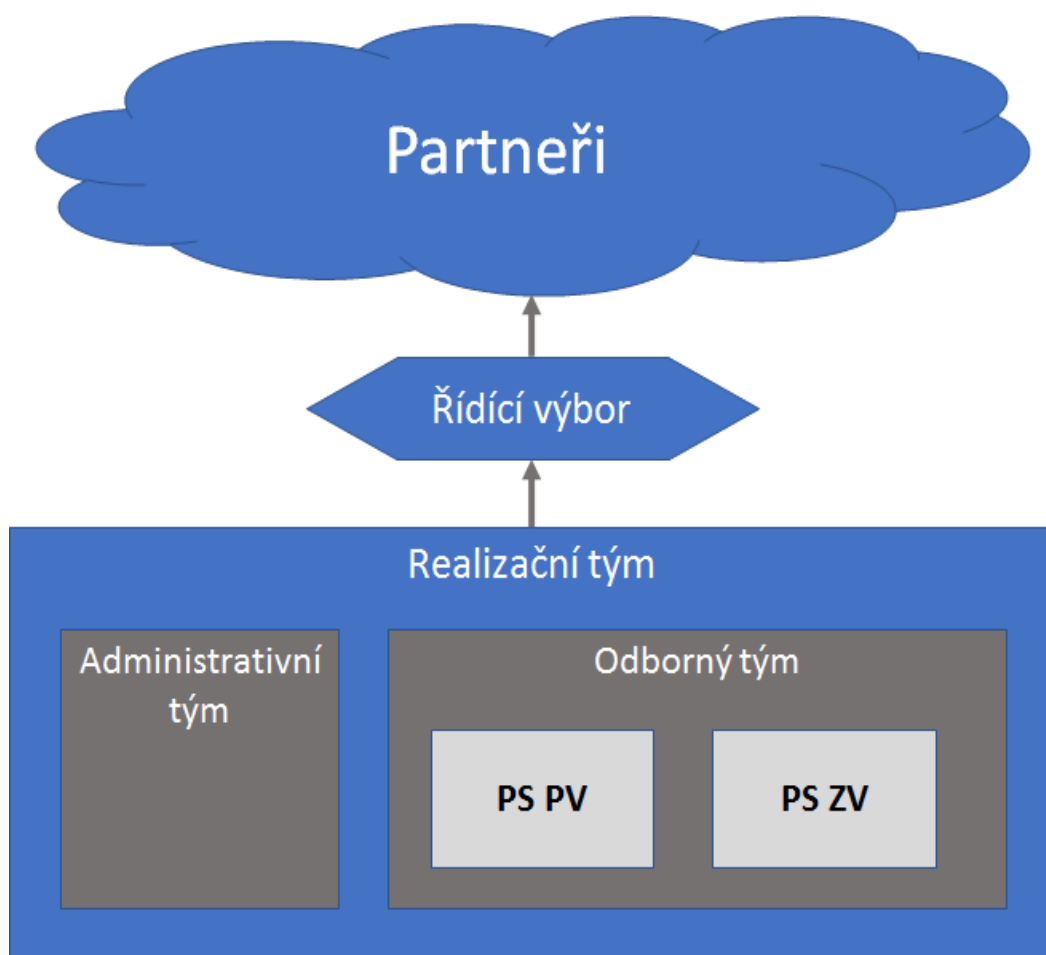 Partneři
Řídící výbor
Realizační tým
Administrativní
tým
Odborný tým
PS PV
PS ZV